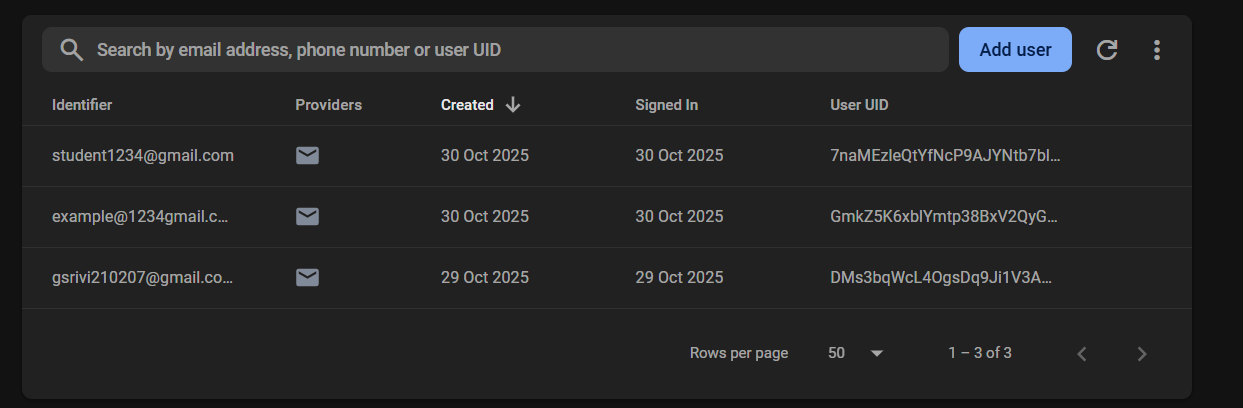 Search by email address, phone number or user UID Add user
Identifier Providers Created Signed In User UID
student1234@gmail.com 30 Oct 2025 30 Oct 2025 7naMEzleQtYfNcP9AJYNtb7bl...
example@1234gmail.c... 30 Oct 2025 30 Oct 2025 GmkZ5K6xblYmtp38BxV2QyG...
gsrivi210207@gmail.co... 29 Oct 2025 29 Oct 2025 DMs3bqWcL4OgsDq9Ji1V3A...
Rows per page 50 1 – 3 of 3